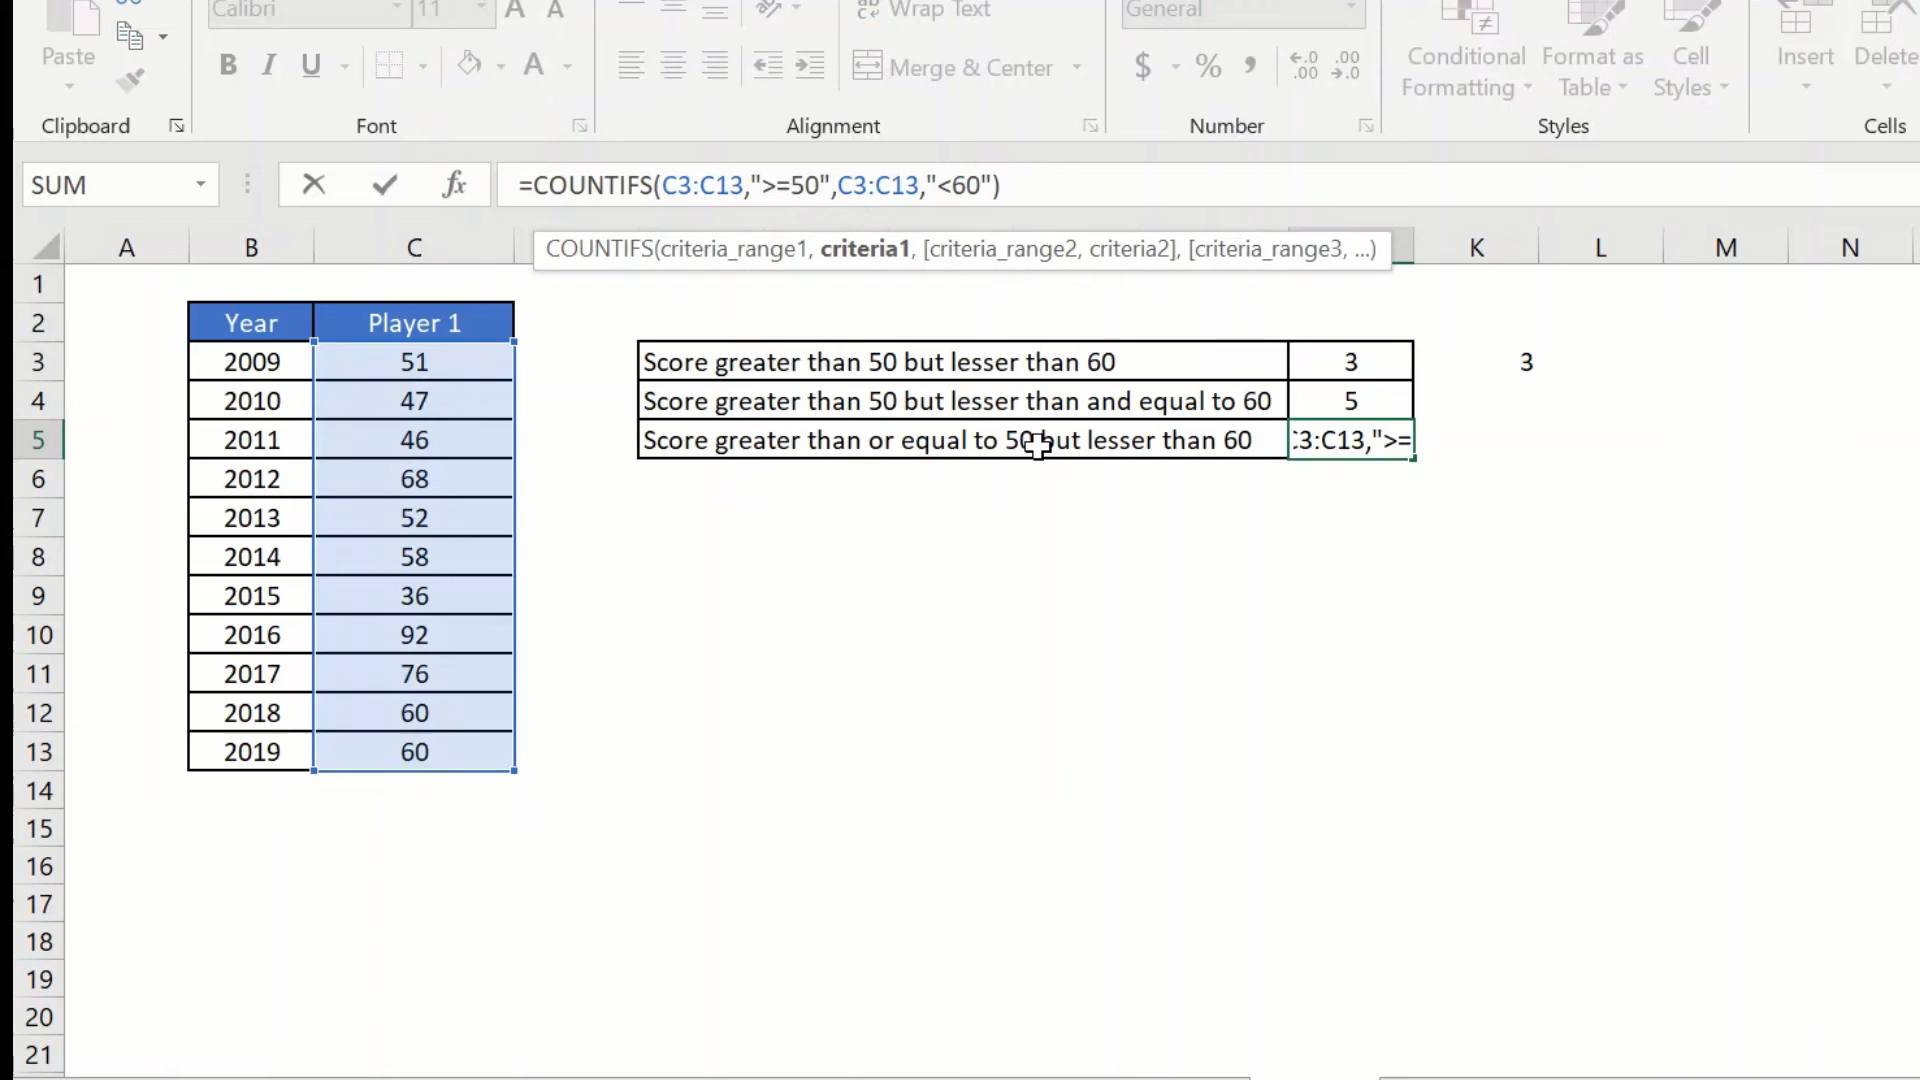 Calibri 11 A A Wrap Text General
Paste B I U A Merge & Center $ % , .00 .00 Conditional Formatting Format as Table Cell Styles Insert Delete
Clipboard Font Alignment Number Styles Cells
SUM fx =COUNTIFS(C3:C13,">=50",C3:C13,"<60")
COUNTIFS(criteria_range1, criteria1, [criteria_range2, criteria2], [criteria_range3, ...)
A B C K L M N
1
2 Year Player 1
3 2009 51 Score greater than 50 but lesser than 60 3 3
4 2010 47 Score greater than 50 but lesser than and equal to 60 5
5 2011 46 Score greater than or equal to 50 but lesser than 60 C3:C13,">=
6 2012 68
7 2013 52
8 2014 58
9 2015 36
10 2016 92
11 2017 76
12 2018 60
13 2019 60
14
15
16
17
18
19
20
21